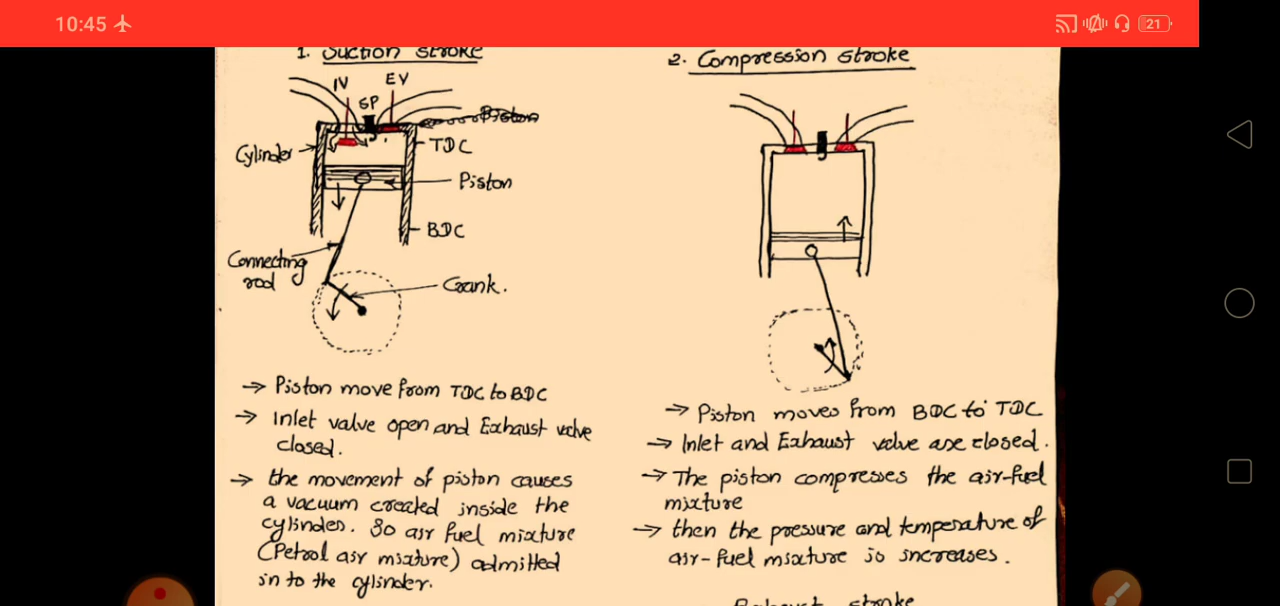 10:45
21
1. Suction stroke
2. Compression stroke
IV
EV
SP
Piston
Cylinder
TDC
Piston
BDC
Connecting
rod
Crank.
→ Piston move from TDC to BDC
→ Inlet valve open and Exhaust valve
closed.
→ the movement of piston causes
a vacuum created inside the
cylinder. So air fuel mixture
(Petrol air mixture) admitted
in to the cylinder.
→ Piston moves from BDC to TDC
→ Inlet and Exhaust valve are closed.
→ The piston compresses the air-fuel
mixture
→ then the pressure and temperature of
air-fuel mixture is increases.
Exhaust stroke